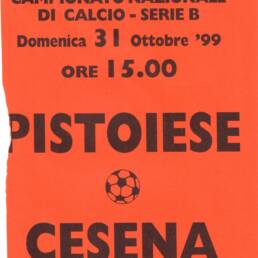 CAMPIONATO NAZIONALE
DI CALCIO - SERIE B
Domenica 31 Ottobre '99
ORE 15.00
PISTOIESE
CESENA